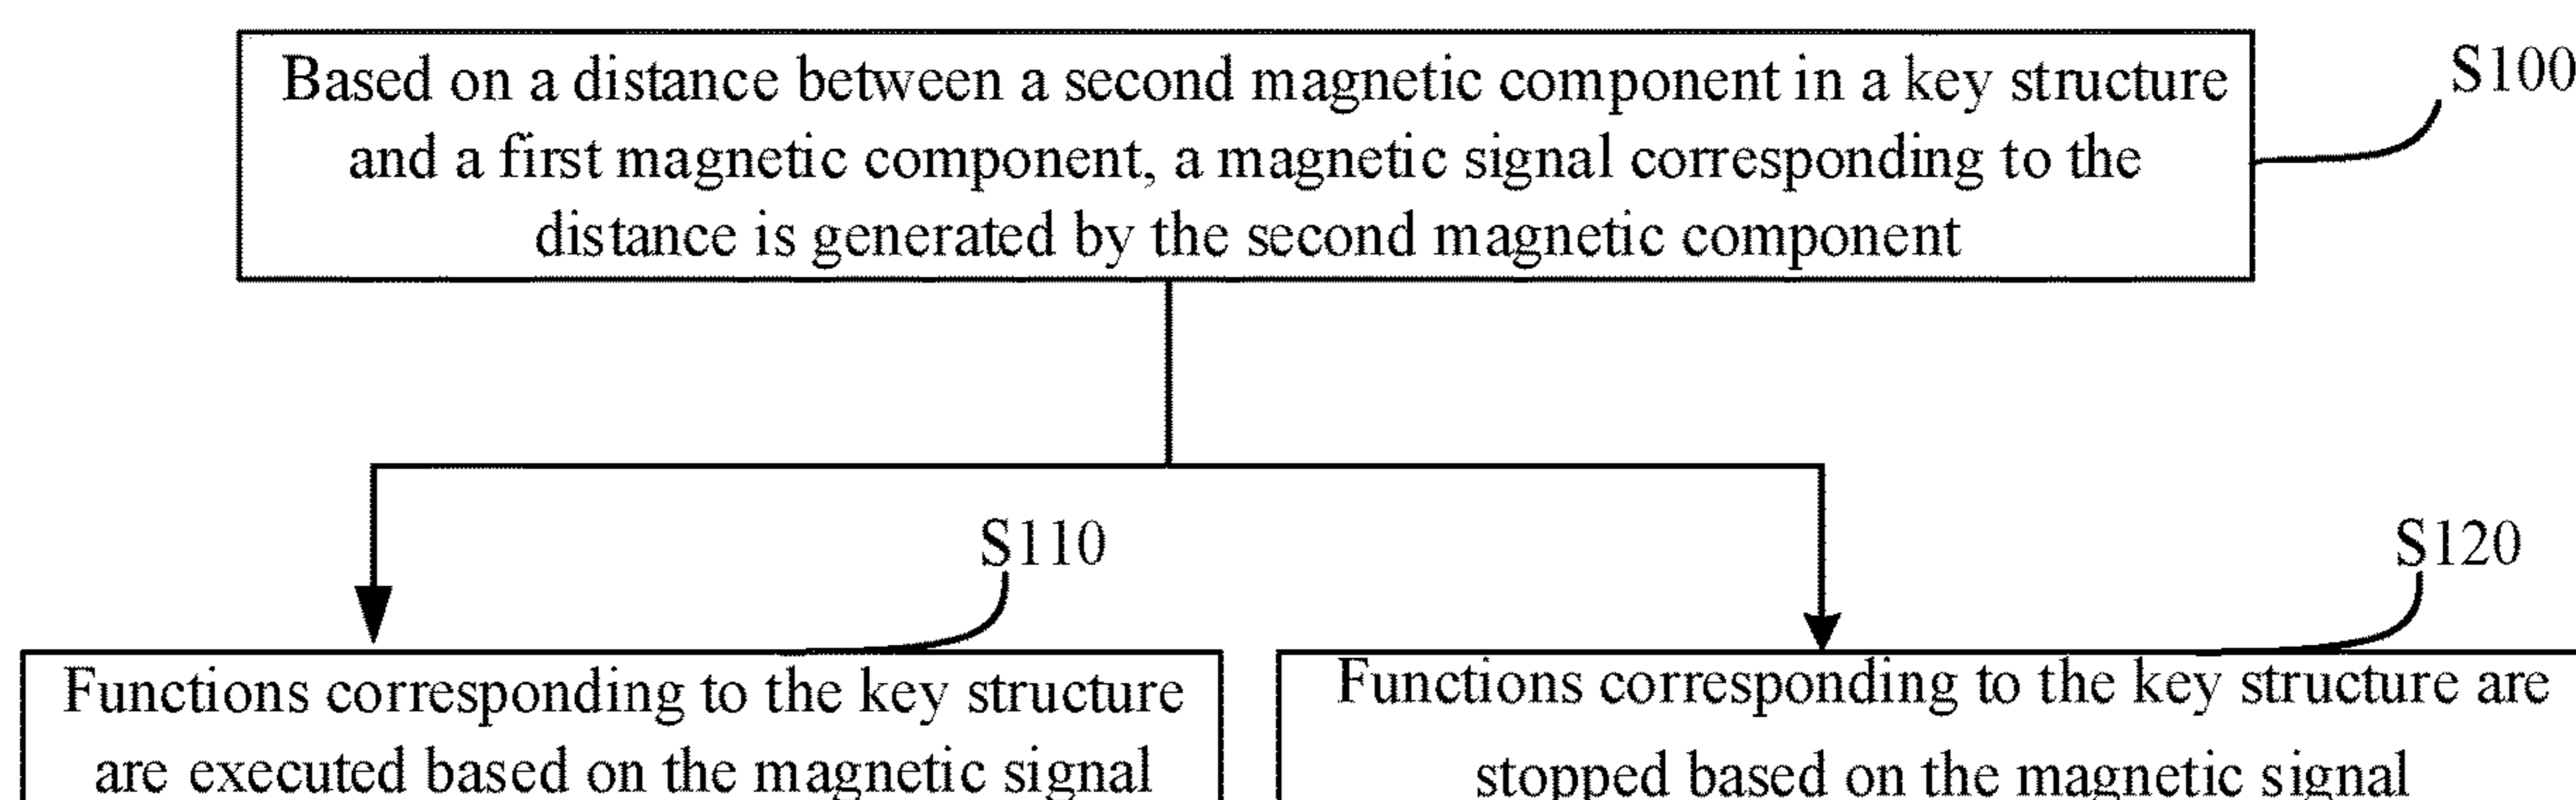 Based on a distance between a second magnetic component in a key structure
and a first magnetic component, a magnetic signal corresponding to the
distance is generated by the second magnetic component
S100
S110
Functions corresponding to the key structure
are executed based on the magnetic signal
S120
Functions corresponding to the key structure are
stopped based on the magnetic signal